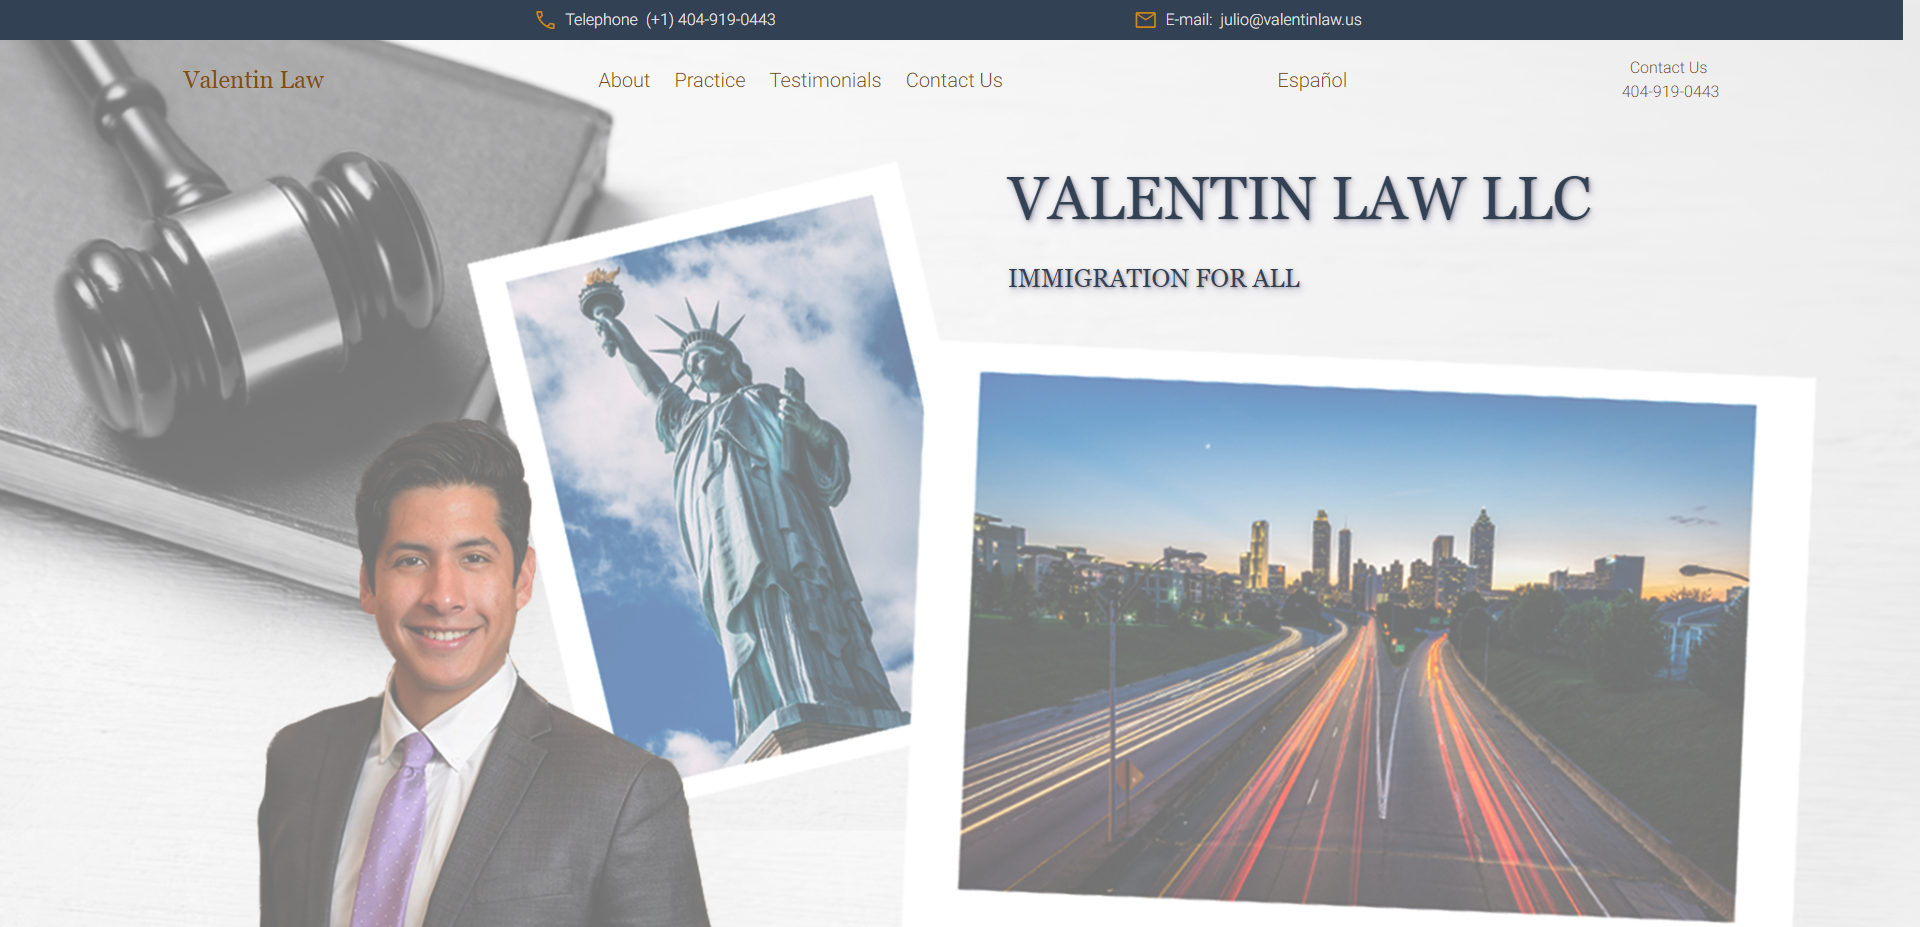 Telephone (+1) 404-919-0443
E-mail: julio@valentinlaw.us
Valentin Law
About
Practice
Testimonials
Contact Us
Español
Contact Us
404-919-0443
VALENTIN LAW LLC
IMMIGRATION FOR ALL